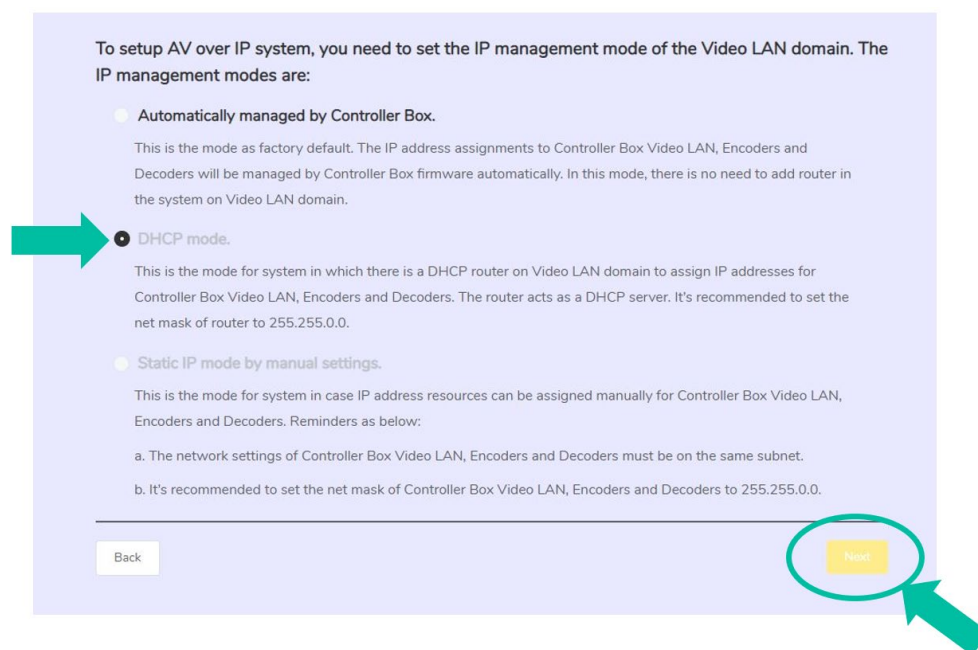 To setup AV over IP system, you need to set the IP management mode of the Video LAN domain. The
IP management modes are:
Automatically managed by Controller Box.
This is the mode as factory default. The IP address assignments to Controller Box Video LAN, Encoders and
Decoders will be managed by Controller Box firmware automatically. In this mode, there is no need to add router in
the system on Video LAN domain.
DHCP mode.
This is the mode for system in which there is a DHCP router on Video LAN domain to assign IP addresses for
Controller Box Video LAN, Encoders and Decoders. The router acts as a DHCP server. It's recommended to set the
net mask of router to 255.255.0.0.
Static IP mode by manual settings.
This is the mode for system in case IP address resources can be assigned manually for Controller Box Video LAN,
Encoders and Decoders. Reminders as below:
a. The network settings of Controller Box Video LAN, Encoders and Decoders must be on the same subnet.
b. It's recommended to set the net mask of Controller Box Video LAN, Encoders and Decoders to 255.255.0.0.
Back
Next